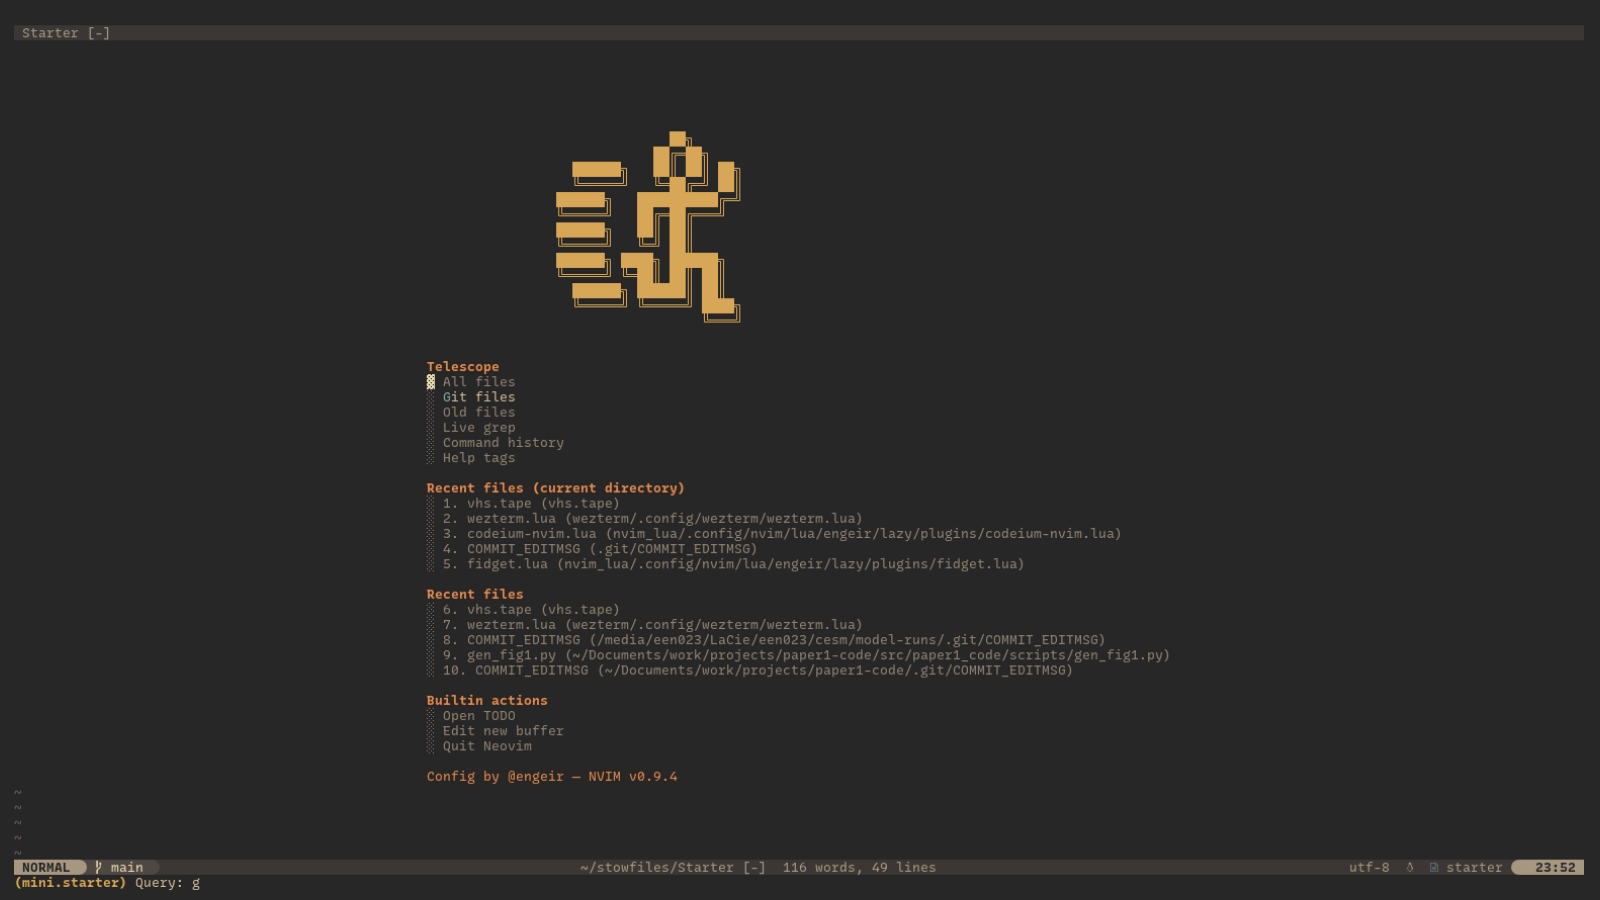 Starter [-]
Telescope
All files
Git files
Old files
Live grep
Command history
Help tags
Recent files (current directory)
1. vhs.tape (vhs.tape)
2. wezterm.lua (wezterm/.config/wezterm/wezterm.lua)
3. codeium-nvim.lua (nvim_lua/.config/nvim/lua/engeir/lazy/plugins/codeium-nvim.lua)
4. COMMIT_EDITMSG (.git/COMMIT_EDITMSG)
5. fidget.lua (nvim_lua/.config/nvim/lua/engeir/lazy/plugins/fidget.lua)
Recent files
6. vhs.tape (vhs.tape)
7. wezterm.lua (wezterm/.config/wezterm/wezterm.lua)
8. COMMIT_EDITMSG (/media/een023/LaCie/een023/cesm/model-runs/.git/COMMIT_EDITMSG)
9. gen_fig1.py (~/Documents/work/projects/paper1-code/src/paper1_code/scripts/gen_fig1.py)
10. COMMIT_EDITMSG (~/Documents/work/projects/paper1-code/.git/COMMIT_EDITMSG)
Builtin actions
Open TODO
Edit new buffer
Quit Neovim
Config by @engeir — NVIM v0.9.4
~
~
~
~
~
NORMAL main ~/stowfiles/Starter [-] 116 words, 49 lines utf-8 starter 23:52
(mini.starter) Query: g